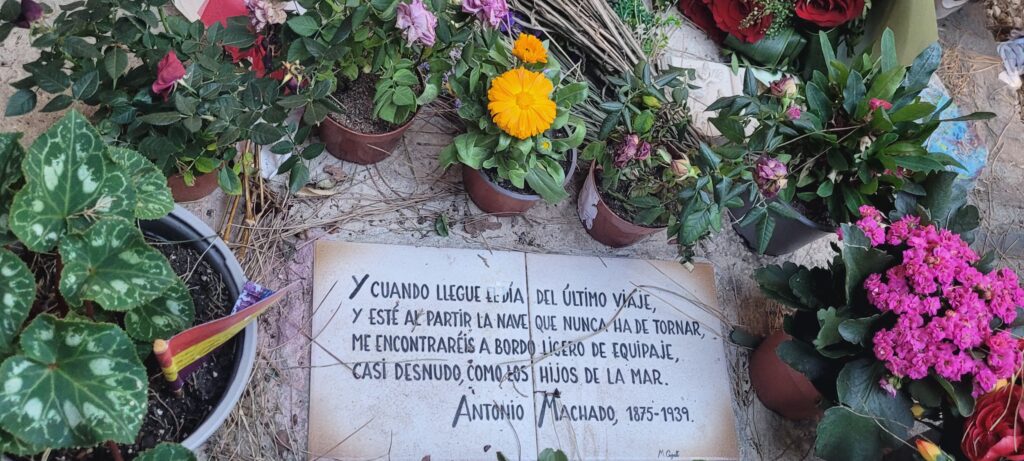 Y CUANDO LLEGUE EL DÍA DEL ÚLTIMO VIAJE,
Y ESTÉ AL PARTIR LA NAVE QUE NUNCA HA DE TORNAR,
ME ENCONTRARÉIS A BORDO LIGERO DE EQUIPAJE,
CASI DESNUDO, COMO LOS HIJOS DE LA MAR.
ANTONIO MACHADO, 1875-1939.